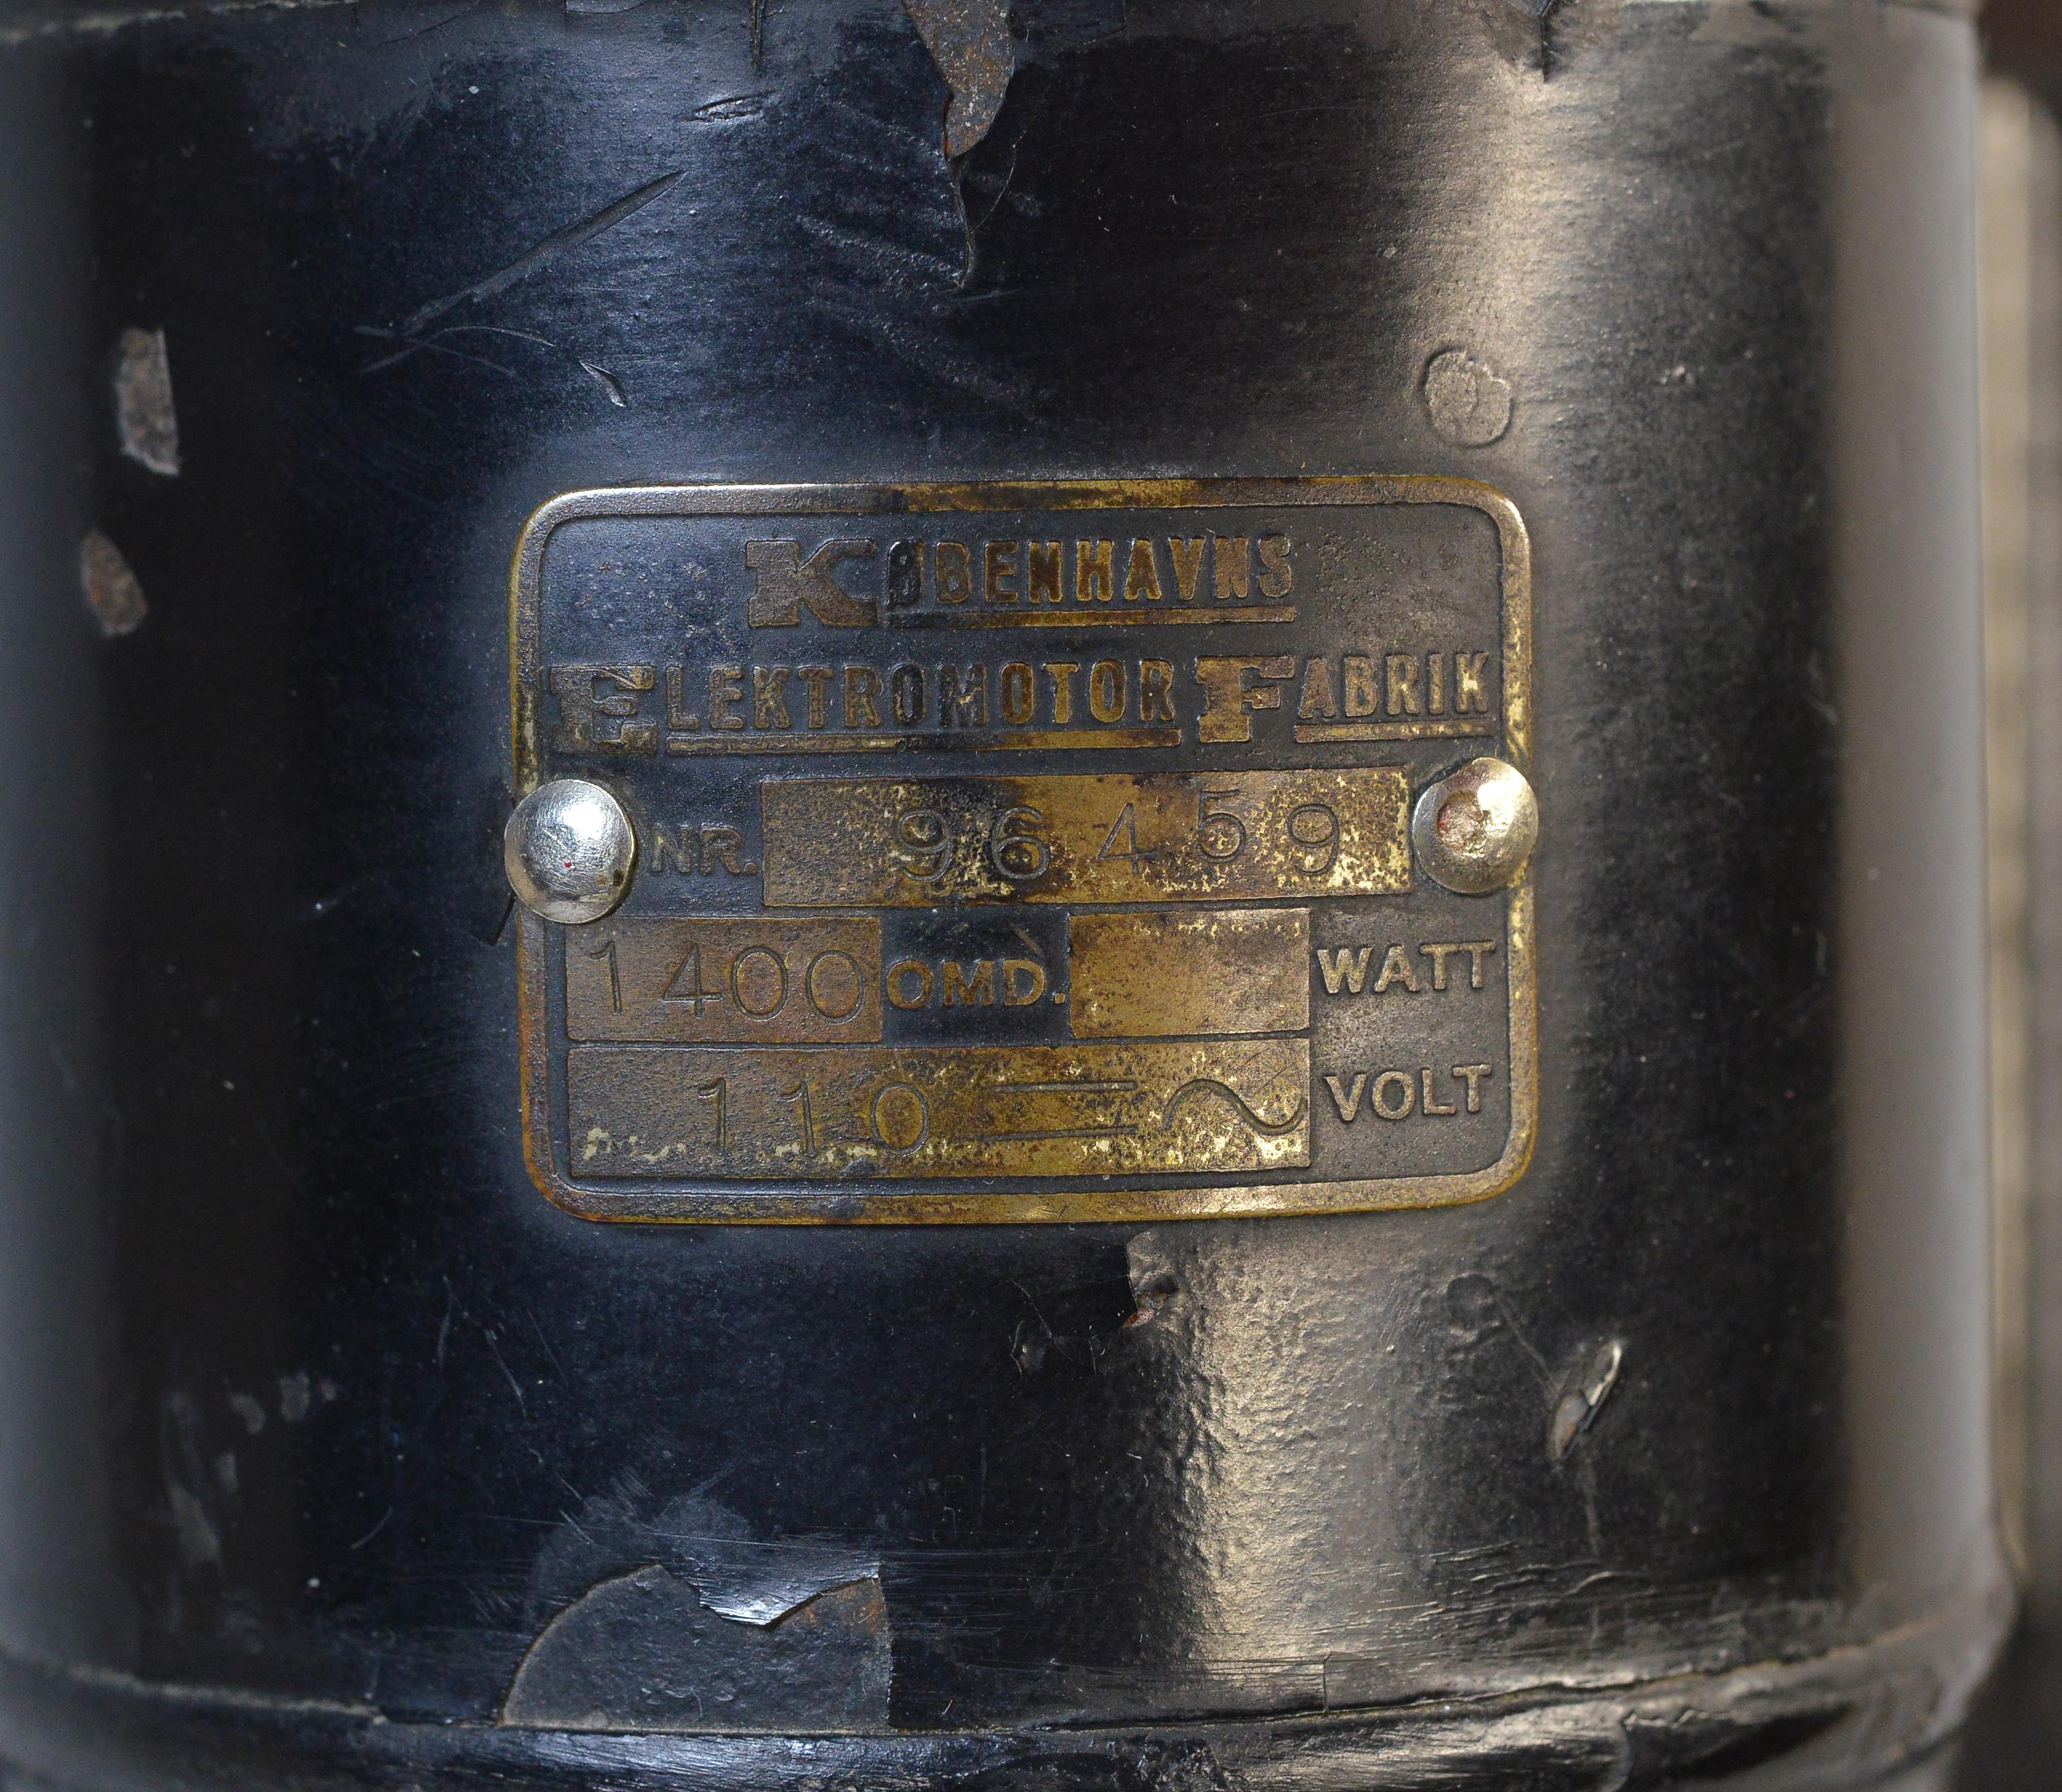 KØBENHAVNS
ELEKTROMOTOR FABRIK
NR. 96459
1400 OMD. WATT
110 = ~ VOLT